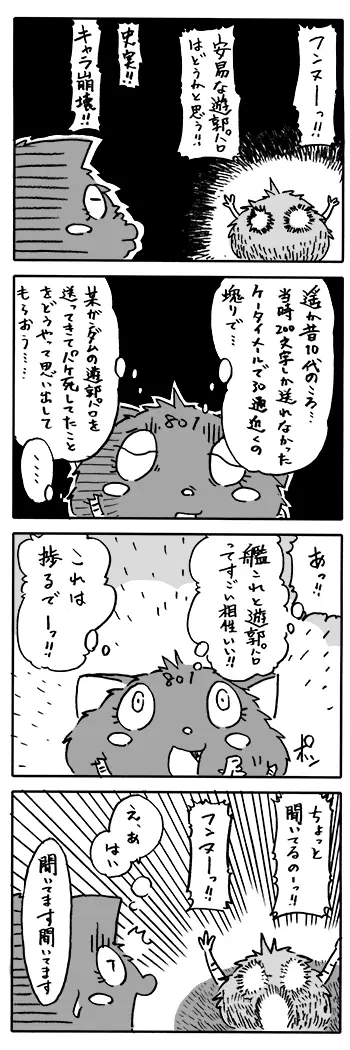 フンヌーっ!!
安易な遊郭パロ
はどうかと思う!!
史実!!
キャラ崩壊!!
遥か昔10代のころ…
当時200文字しか送れなかった
ケータイメールで30通近くの
塊りで…
某ガンダムの遊郭パロを
送ってきてパケ死してたこと
をどうやって思い出して
もらおう……
801
……
あっ!!
艦これと遊郭パロ
ってすごい相性いい!!
これは
捗るでーっ!!!
801
ポンッ
ちょっと
聞いてるのーっ!!
フンヌーっ!!
え、あ
はい
聞いてます聞いてます